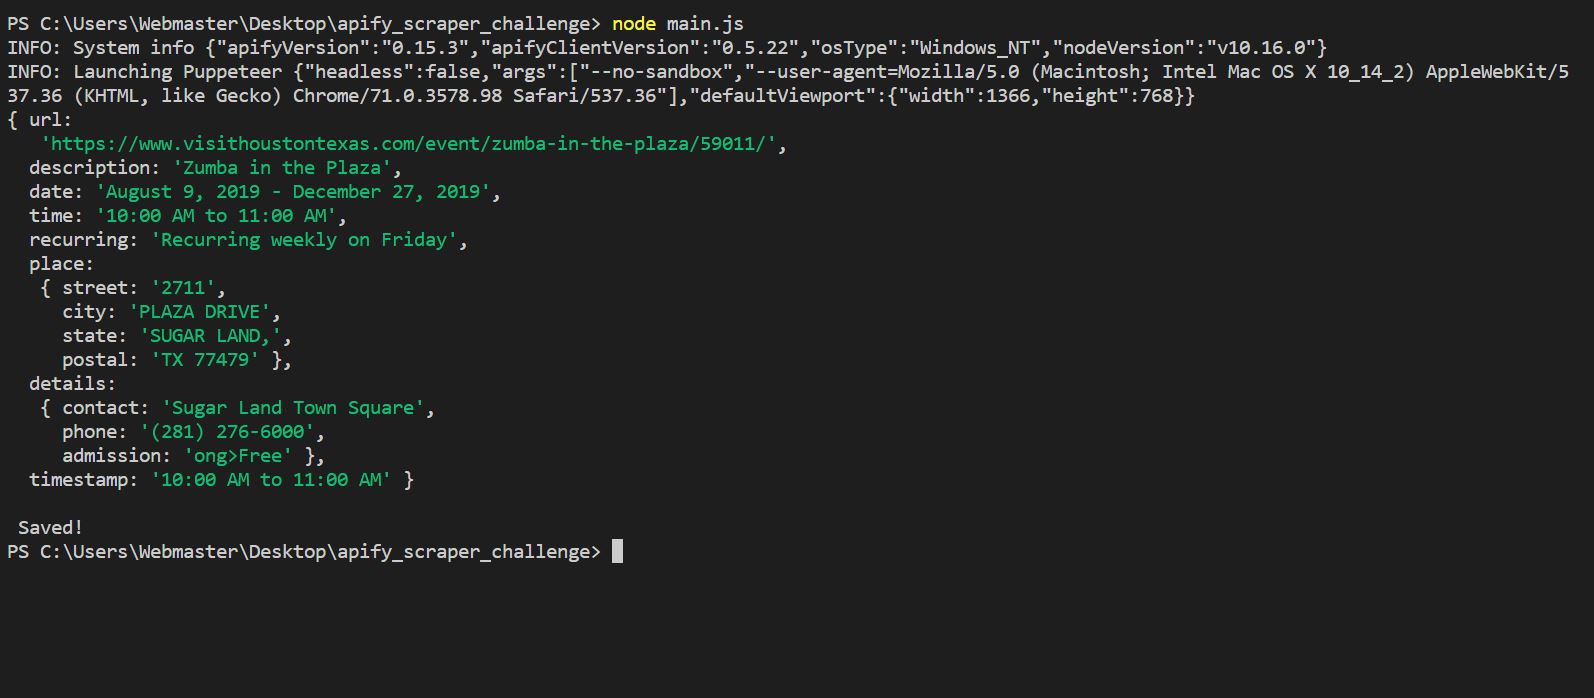 PS C:\Users\Webmaster\Desktop\apify_scraper_challenge> node main.js
INFO: System info {"apifyVersion":"0.15.3","apifyClientVersion":"0.5.22","osType":"Windows_NT","nodeVersion":"v10.16.0"}
INFO: Launching Puppeteer {"headless":false,"args":["--no-sandbox","--user-agent=Mozilla/5.0 (Macintosh; Intel Mac OS X 10_14_2) AppleWebKit/5
37.36 (KHTML, like Gecko) Chrome/71.0.3578.98 Safari/537.36"],"defaultViewport":{"width":1366,"height":768}}
{ url:
   'https://www.visithoustontexas.com/event/zumba-in-the-plaza/59011/',
  description: 'Zumba in the Plaza',
  date: 'August 9, 2019 - December 27, 2019',
  time: '10:00 AM to 11:00 AM',
  recurring: 'Recurring weekly on Friday',
  place:
   { street: '2711',
     city: 'PLAZA DRIVE',
     state: 'SUGAR LAND,',
     postal: 'TX 77479' },
  details:
   { contact: 'Sugar Land Town Square',
     phone: '(281) 276-6000',
     admission: 'ong>Free' },
  timestamp: '10:00 AM to 11:00 AM' }
 Saved!
PS C:\Users\Webmaster\Desktop\apify_scraper_challenge>